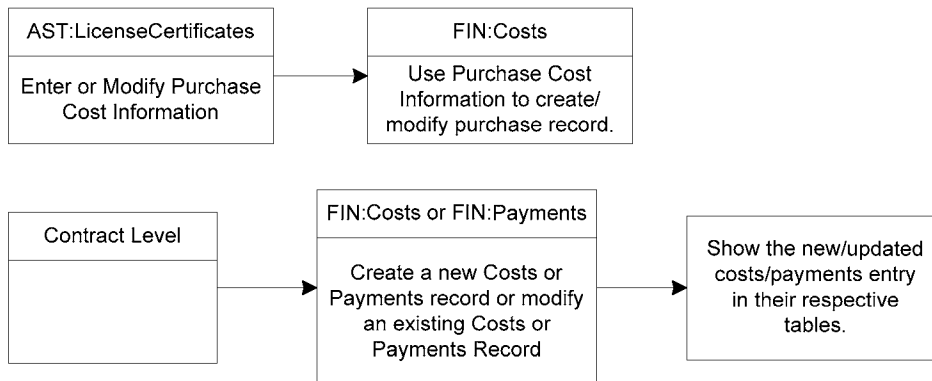 AST:LicenseCertificates
Enter or Modify Purchase
Cost Information
FIN:Costs
Use Purchase Cost
Information to create/
modify purchase record.
Contract Level
FIN:Costs or FIN:Payments
Create a new Costs or
Payments record or modify
an existing Costs or
Payments Record
Show the new/updated
costs/payments entry
in their respective
tables.